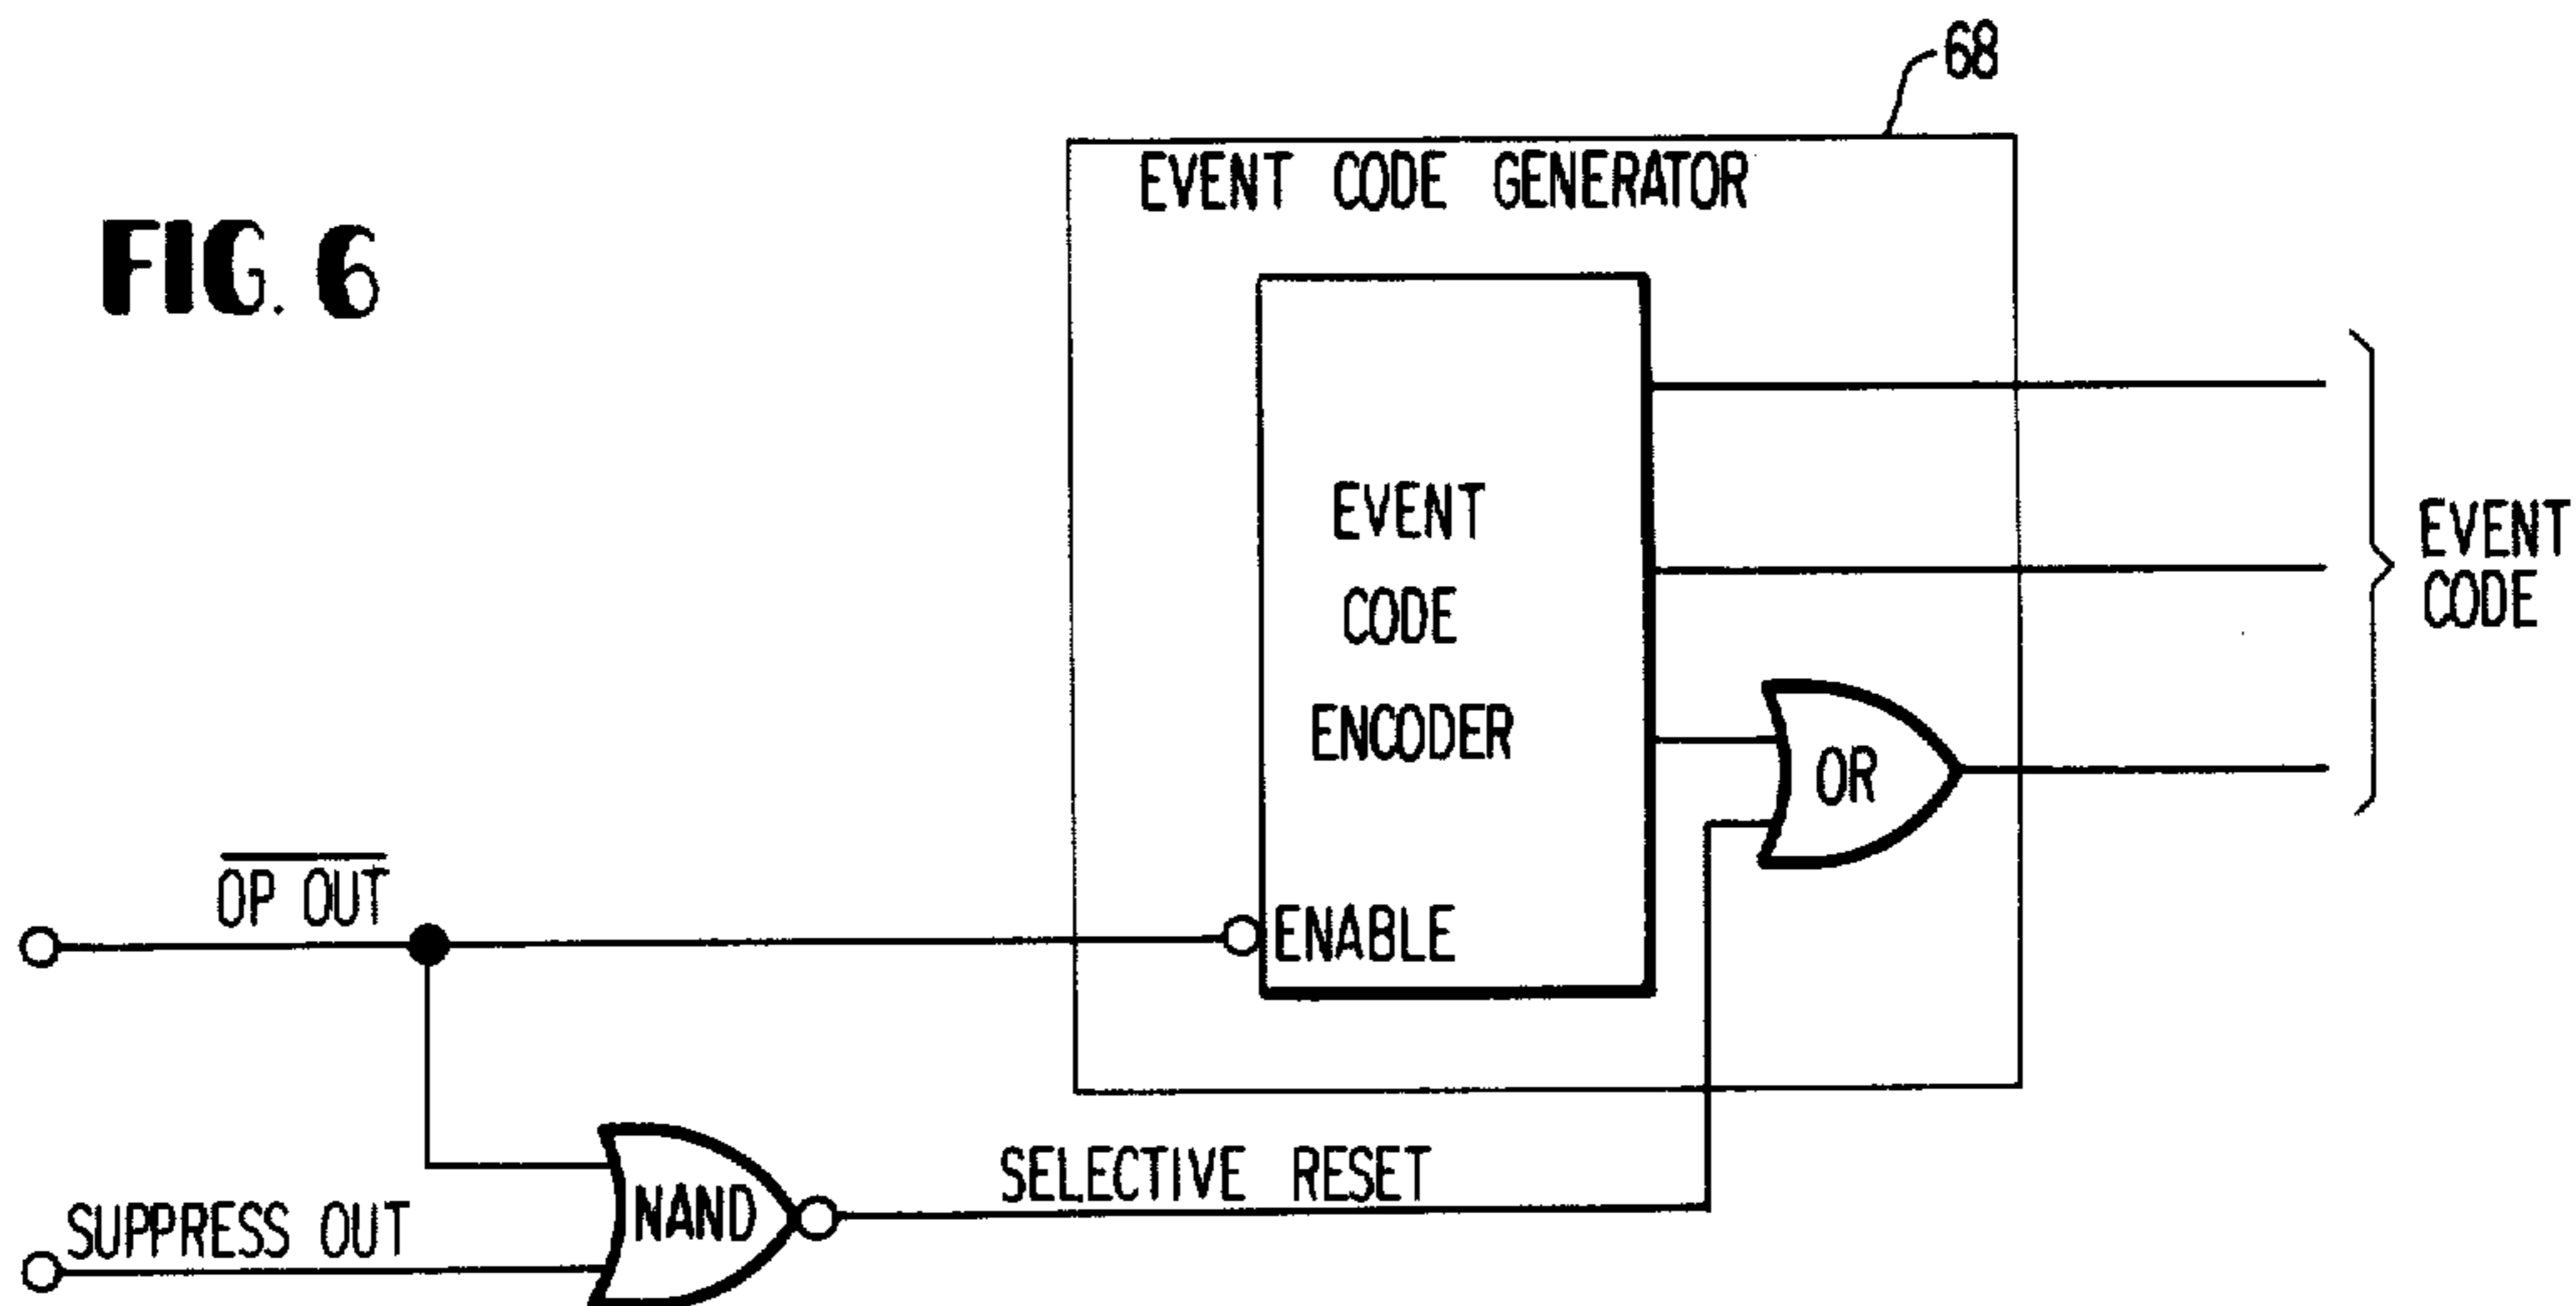 FIG. 6
68
EVENT CODE GENERATOR
EVENT
CODE
ENCODER
ENABLE
OR
EVENT
CODE
OP OUT
SUPPRESS OUT
NAND
SELECTIVE RESET